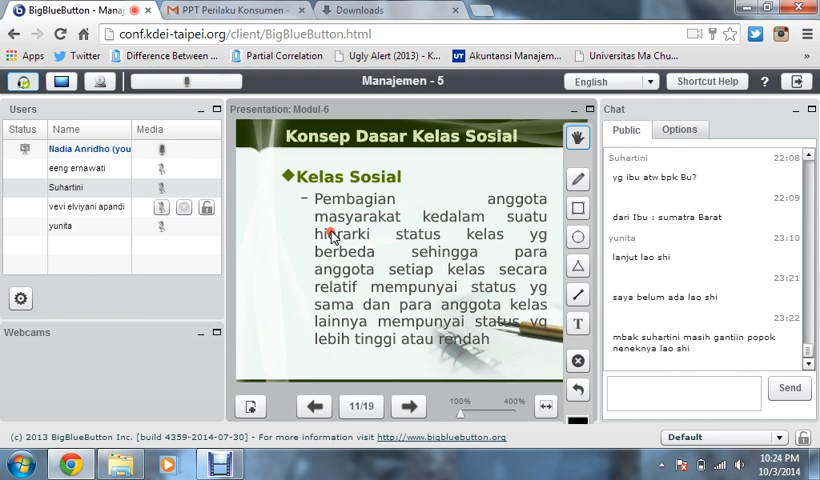 BigBlueButton - Manaj
PPT Perilaku Konsumen -
Downloads
conf.kdei-taipei.org/client/BigBlueButton.html
Apps
Twitter
Difference Between ...
Partial Correlation
Ugly Alert (2013) - K...
UT
Akuntansi Manajem...
Universitas Ma Chu...
Manajemen - 5
English
Shortcut Help
?
Users
Status
Name
Media
Nadia Anridho (you
eeng ernawati
Suhartini
vevi elviyani apandi
yunita
Webcams
Presentation: Modul-6
Konsep Dasar Kelas Sosial
Kelas Sosial
– Pembagian anggota
masyarakat kedalam suatu
hirarki status kelas yg
berbeda sehingga para
anggota setiap kelas secara
relatif mempunyai status yg
sama dan para anggota kelas
lainnya mempunyai status yg
lebih tinggi atau rendah
T
11/19
100%
400%
Chat
Public
Options
Suhartini 22:08
yg ibu atw bpk Bu?
22:09
dari Ibu : sumatra Barat
yunita 23:10
lanjut lao shi
23:21
saya belum ada lao shi
23:22
mbak suhartini masih gantiin popok
neneknya lao shi
Send
(c) 2013 BigBlueButton Inc. [build 4359-2014-07-30] - For more information visit http://www.bigbluebutton.org
Default
10:24 PM
10/3/2014